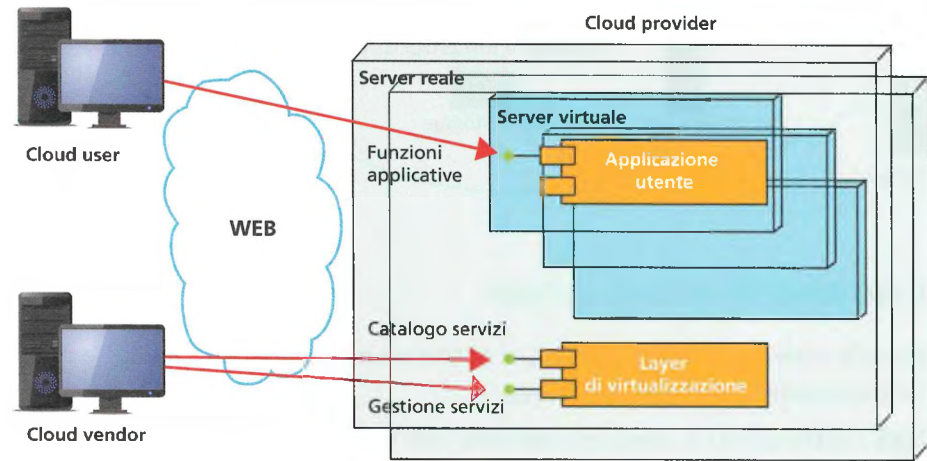 Cloud provider
Server reale
Server virtuale
Cloud user
Funzioni
applicative
Applicazione
utente
WEB
Catalogo servizi
Layer
di virtualizzazione
Gestione servizi
Cloud vendor